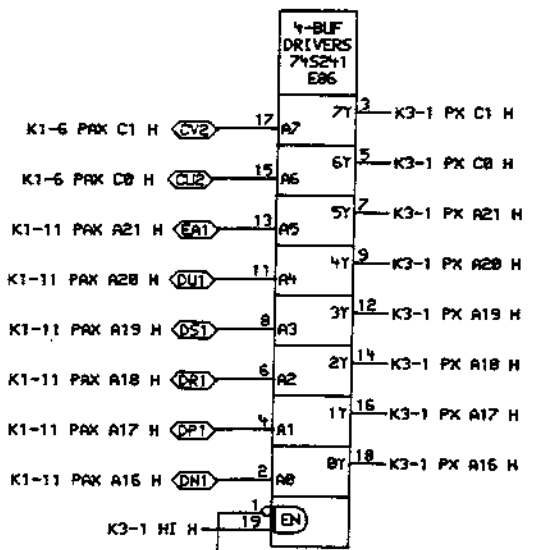 4-BUF
DRIVERS
74S241
E86
K1-6 PAX C1 H CV2 17 A7 7Y 3 K3-1 PX C1 H
K1-6 PAX C0 H CU2 15 A6 6Y 5 K3-1 PX C0 H
K1-11 PAX A21 H EA1 13 A5 5Y 7 K3-1 PX A21 H
K1-11 PAX A20 H DU1 11 A4 4Y 9 K3-1 PX A20 H
K1-11 PAX A19 H DS1 8 A3 3Y 12 K3-1 PX A19 H
K1-11 PAX A18 H DR1 6 A2 2Y 14 K3-1 PX A18 H
K1-11 PAX A17 H DP1 4 A1 1Y 16 K3-1 PX A17 H
K1-11 PAX A16 H DN1 2 A0 0Y 18 K3-1 PX A16 H
1
K3-1 HI H 19 EN